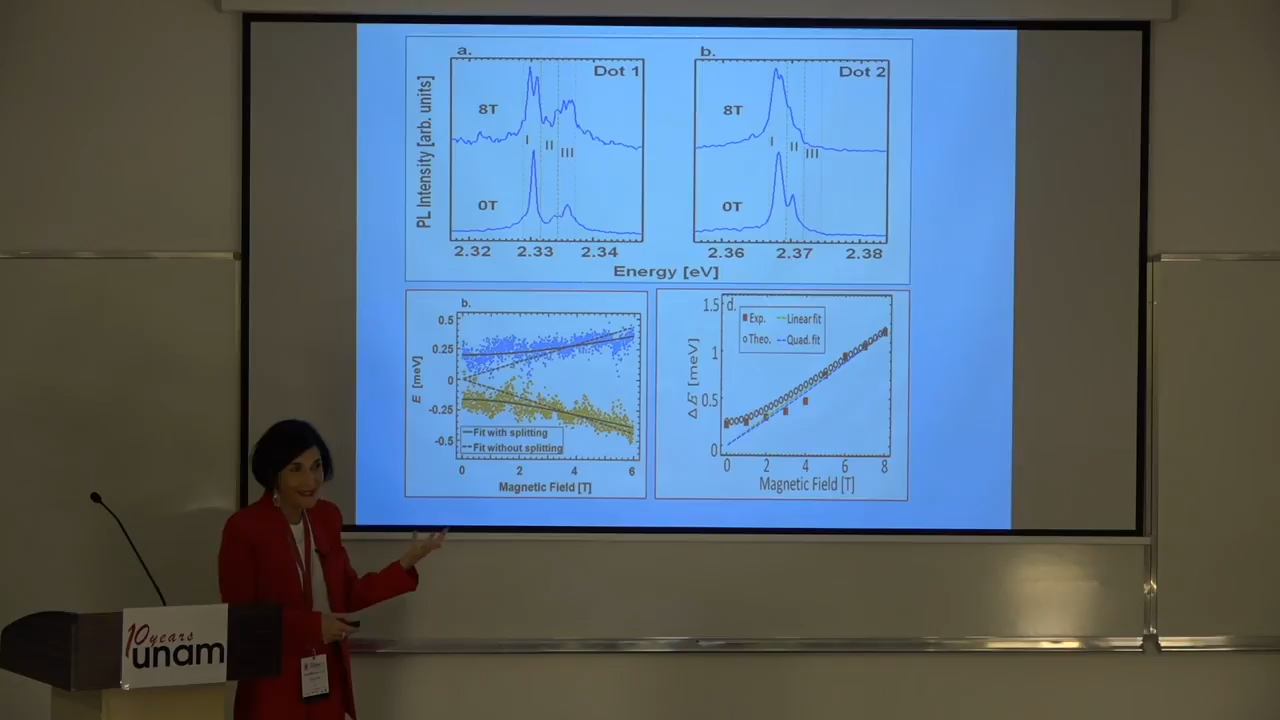 a.
Dot 1
8T
I
II
III
0T
2.32 2.33 2.34
PL Intensity [arb. units]
b.
Dot 2
8T
I
II
III
0T
2.36 2.37 2.38
Energy [eV]
b.
0.5
0.25
0
-0.25
-0.5
E [meV]
Fit with splitting
Fit without splitting
0 2 4 6
Magnetic Field [T]
d.
1.5
1
0.5
0
ΔE [meV]
Exp. Linear fit
Theo. Quad. fit
0 2 4 6 8
Magnetic Field [T]
10 years
unam